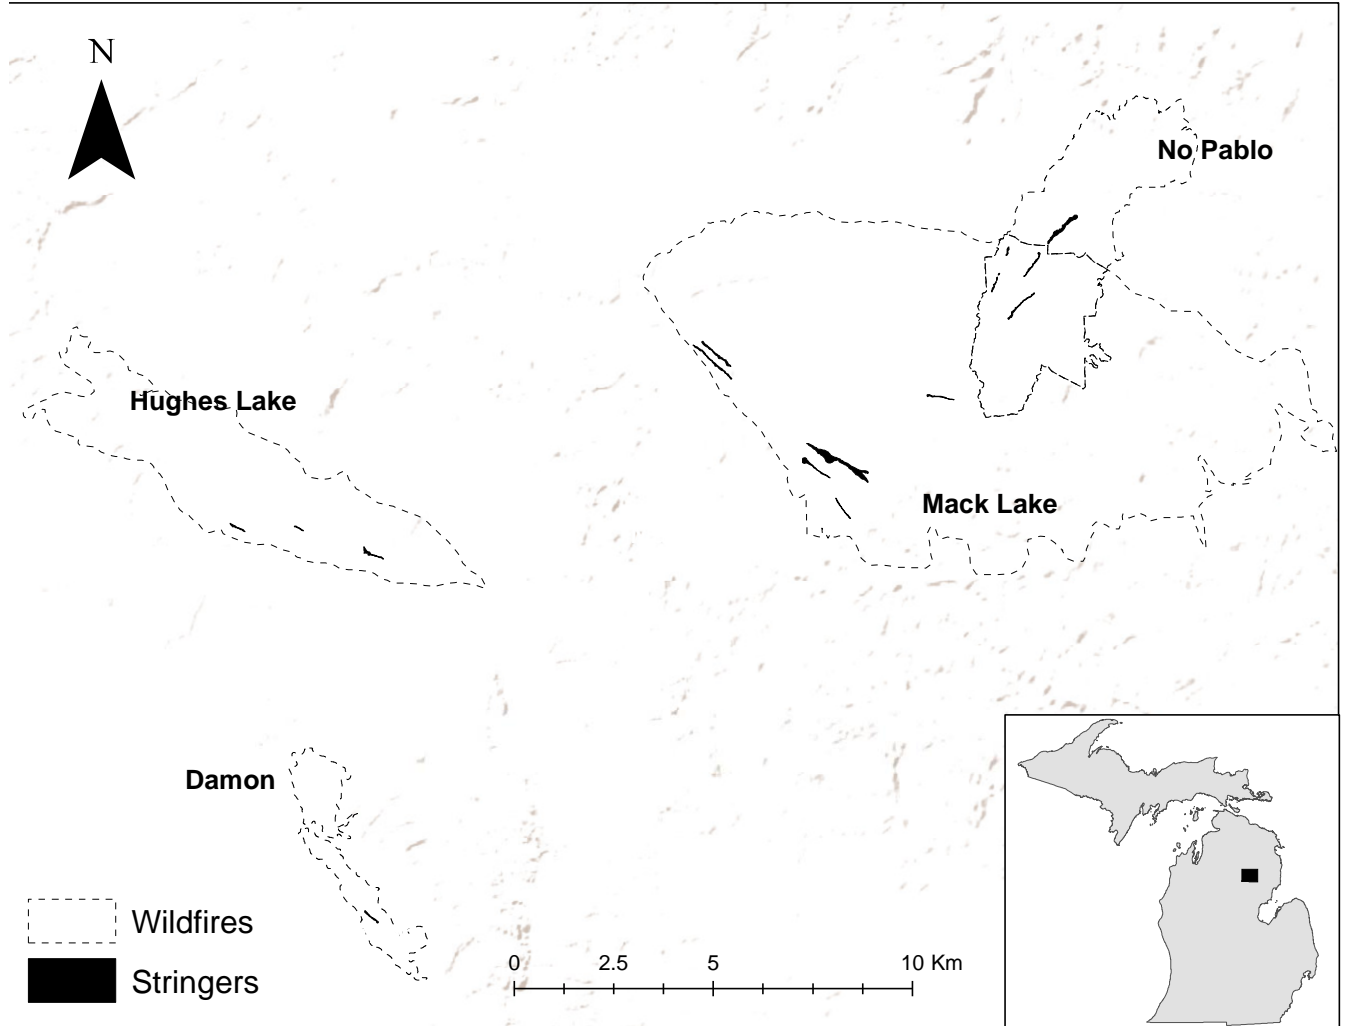 N
No Pablo
Hughes Lake
Mack Lake
Damon
Wildfires
Stringers
0 2.5 5 10 Km